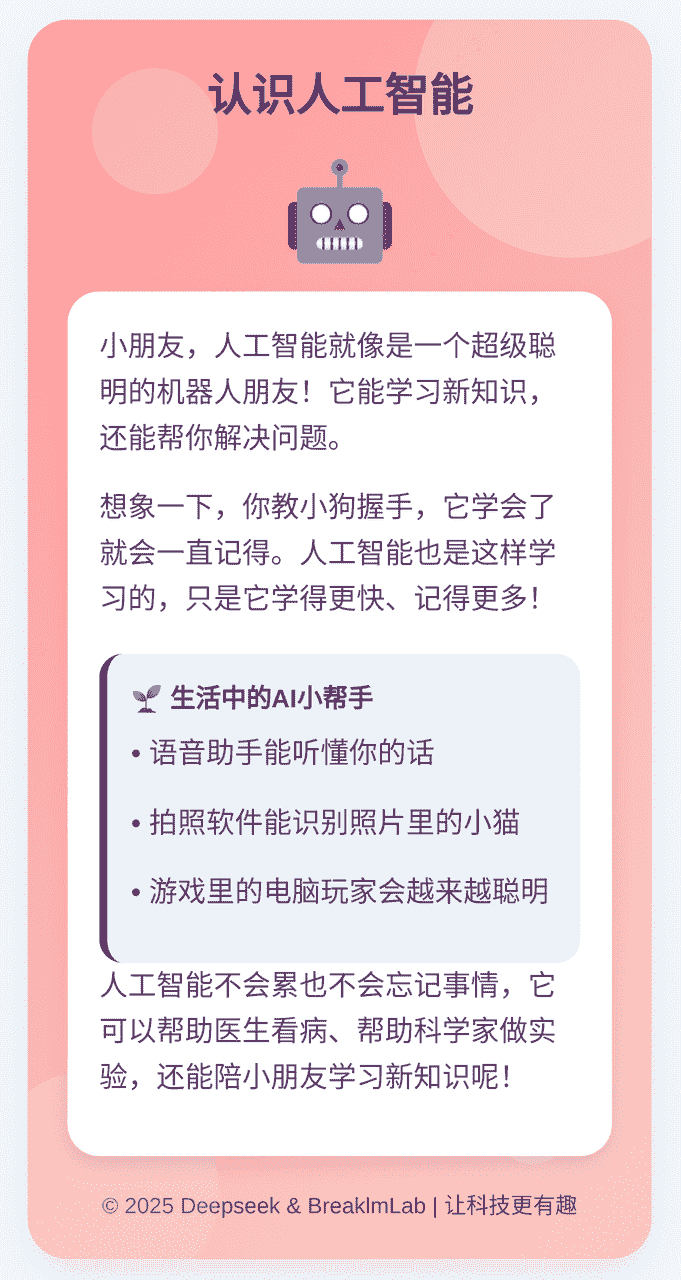 认识人工智能
小朋友，人工智能就像是一个超级聪
明的机器人朋友！它能学习新知识，
还能帮你解决问题。
想象一下，你教小狗握手，它学会了
就会一直记得。人工智能也是这样学
习的，只是它学得更快、记得更多！
生活中的AI小帮手
• 语音助手能听懂你的话
• 拍照软件能识别照片里的小猫
• 游戏里的电脑玩家会越来越聪明
人工智能不会累也不会忘记事情，它
可以帮助医生看病、帮助科学家做实
验，还能陪小朋友学习新知识呢！
© 2025 Deepseek & BreaklmLab | 让科技更有趣